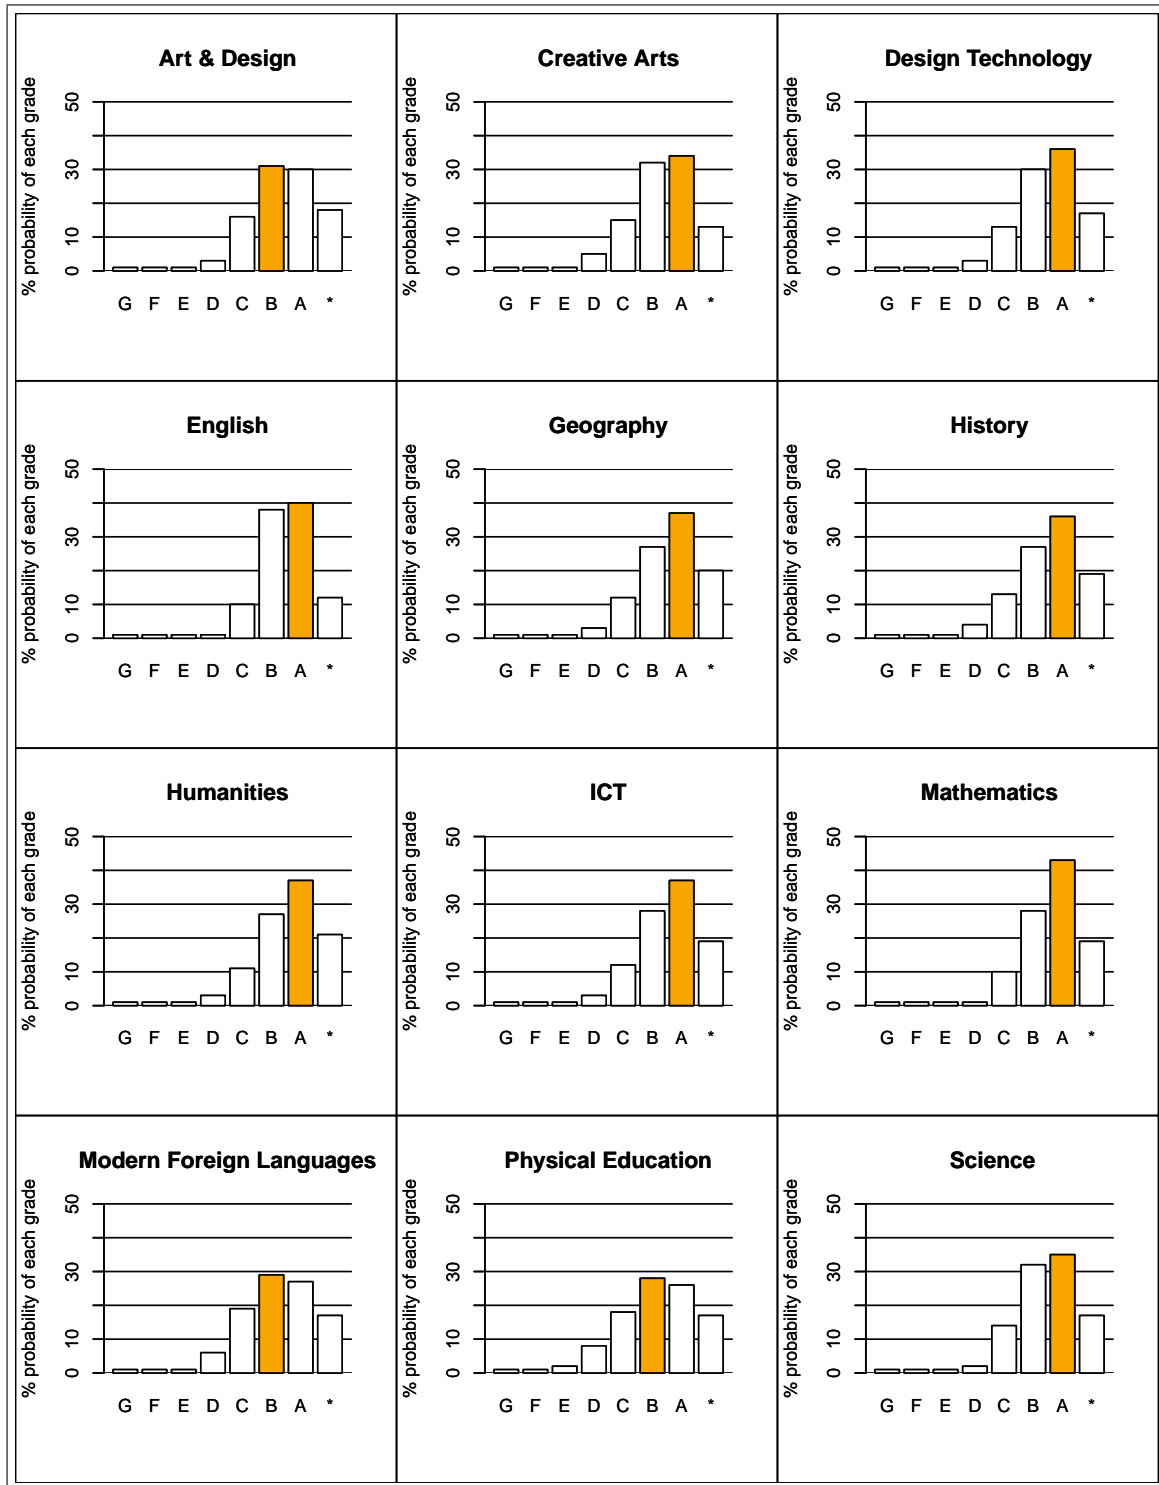 Art & Design
% probability of each grade
50
30
10
0
G F E D C B A *
Creative Arts
% probability of each grade
50
30
10
0
G F E D C B A *
Design Technology
% probability of each grade
50
30
10
0
G F E D C B A *
English
% probability of each grade
50
30
10
0
G F E D C B A *
Geography
% probability of each grade
50
30
10
0
G F E D C B A *
History
% probability of each grade
50
30
10
0
G F E D C B A *
Humanities
% probability of each grade
50
30
10
0
G F E D C B A *
ICT
% probability of each grade
50
30
10
0
G F E D C B A *
Mathematics
% probability of each grade
50
30
10
0
G F E D C B A *
Modern Foreign Languages
% probability of each grade
50
30
10
0
G F E D C B A *
Physical Education
% probability of each grade
50
30
10
0
G F E D C B A *
Science
% probability of each grade
50
30
10
0
G F E D C B A *